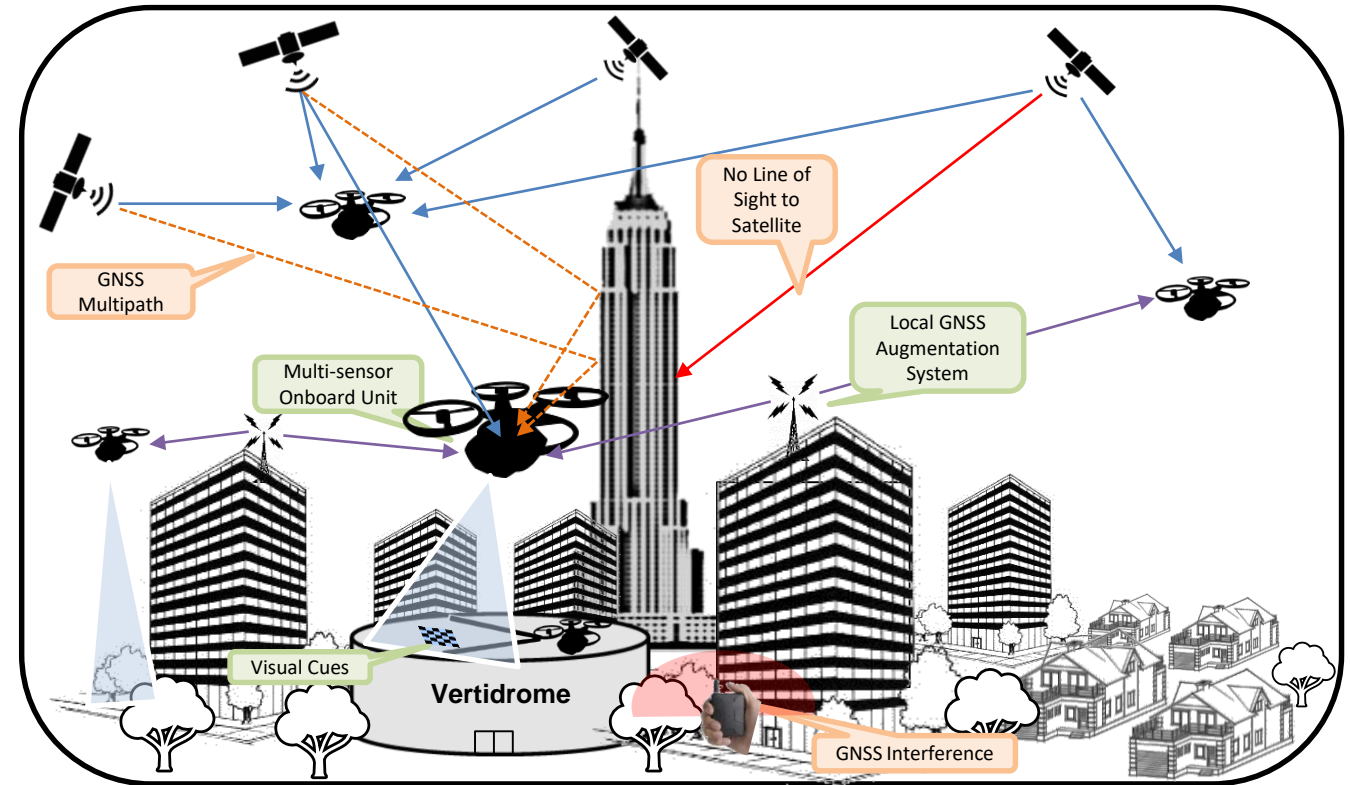 No Line of
Sight to
Satellite
GNSS
Multipath
Local GNSS
Augmentation
System
Multi-sensor
Onboard Unit
Visual Cues
Vertidrome
GNSS Interference